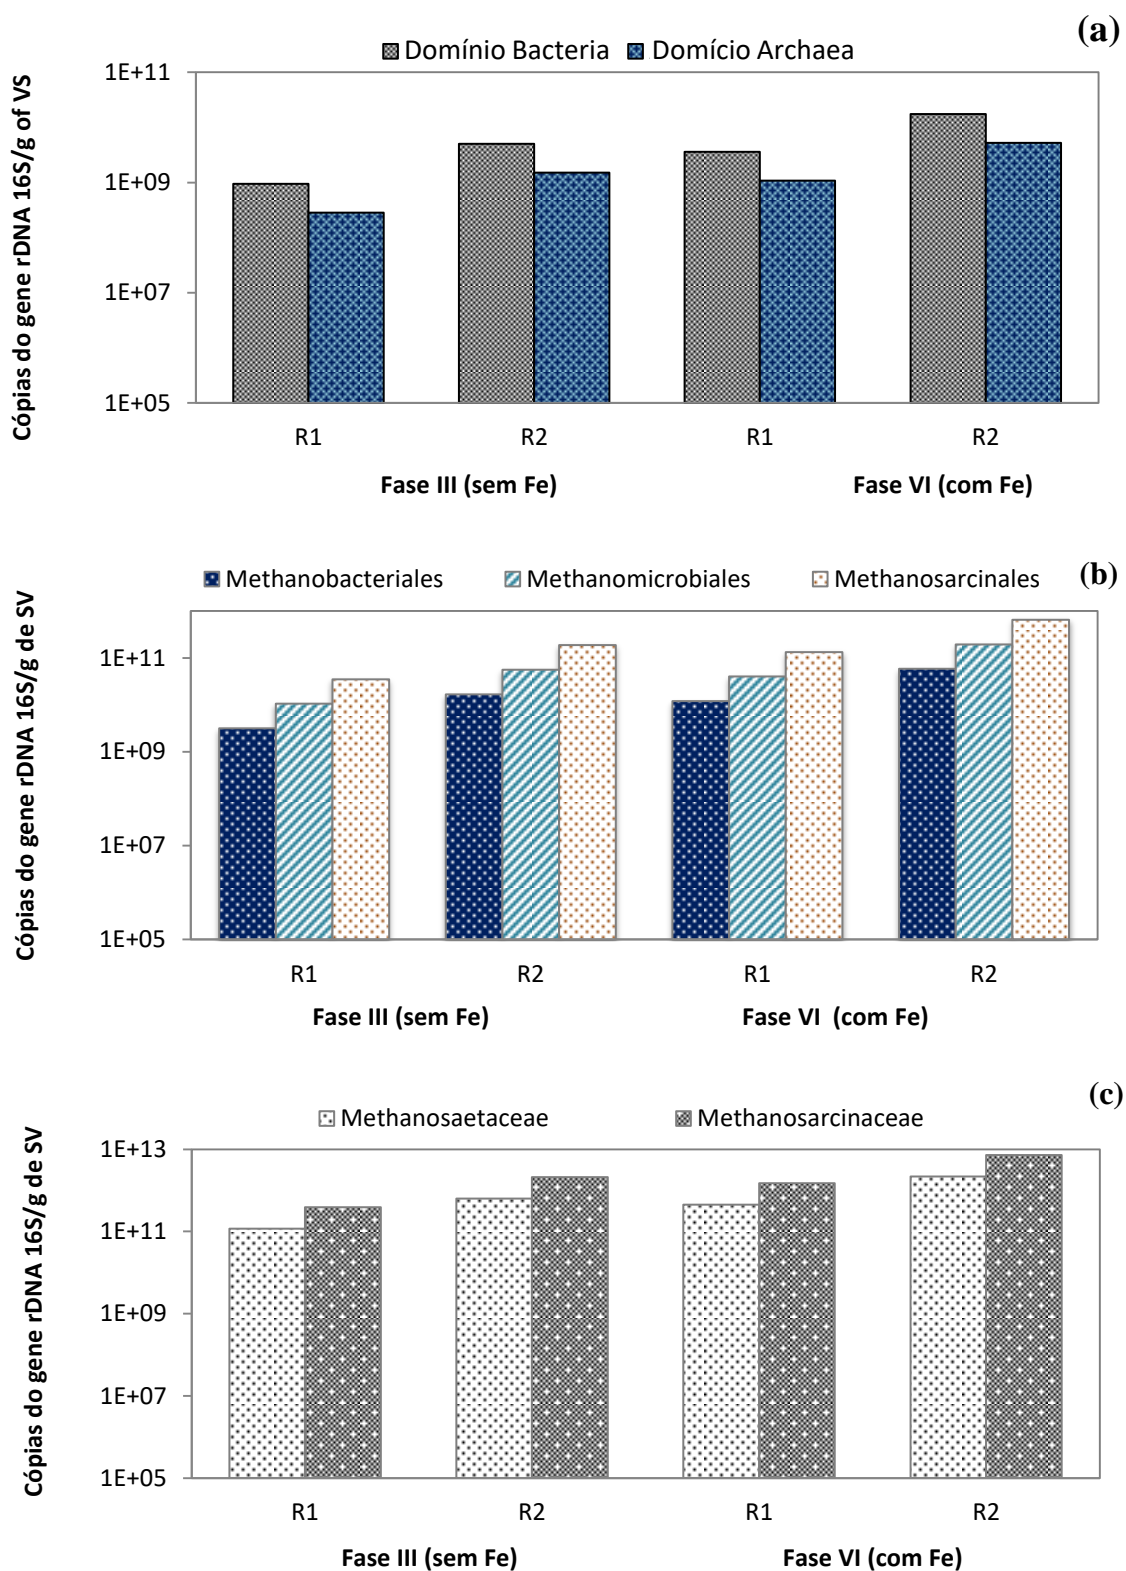 (a)
Domínio Bacteria Domício Archaea
Cópias do gene rDNA 16S/g of VS
1E+11
1E+09
1E+07
1E+05
R1 R2 R1 R2
Fase III (sem Fe) Fase VI (com Fe)
(b)
Methanobacteriales Methanomicrobiales Methanosarcinales
Cópias do gene rDNA 16S/g de SV
1E+11
1E+09
1E+07
1E+05
R1 R2 R1 R2
Fase III (sem Fe) Fase VI (com Fe)
(c)
Methanosaetaceae Methanosarcinaceae
Cópias do gene rDNA 16S/g de SV
1E+13
1E+11
1E+09
1E+07
1E+05
R1 R2 R1 R2
Fase III (sem Fe) Fase VI (com Fe)